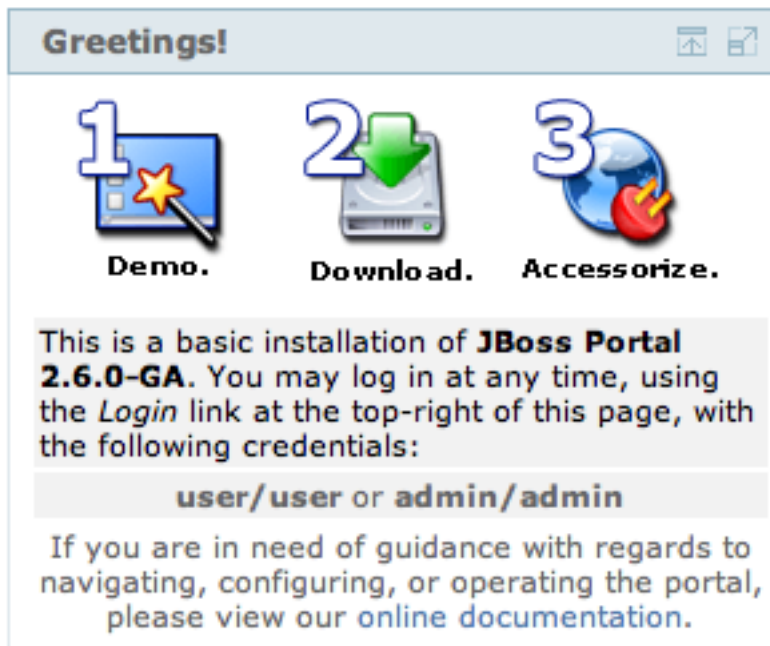 Greetings!
1 2 3
Demo. Download. Accessorize.
This is a basic installation of JBoss Portal
2.6.0-GA. You may log in at any time, using
the Login link at the top-right of this page, with
the following credentials:
user/user or admin/admin
If you are in need of guidance with regards to
navigating, configuring, or operating the portal,
please view our online documentation.